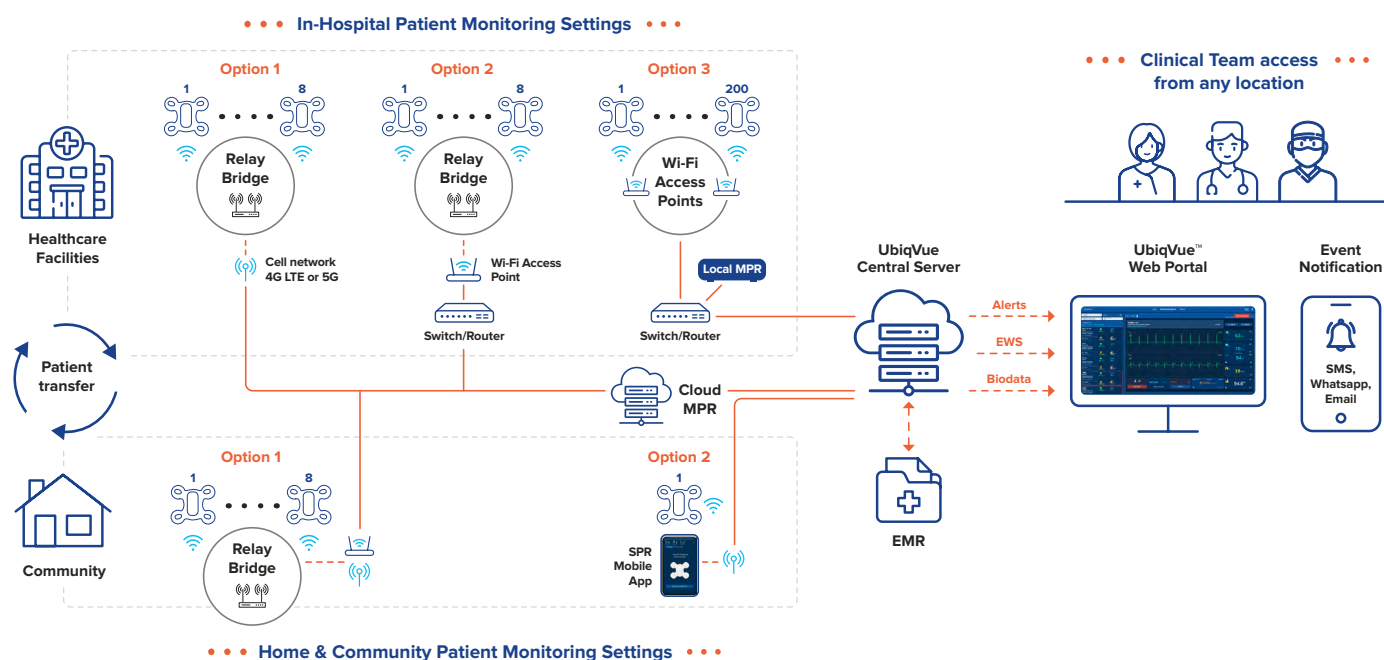 In-Hospital Patient Monitoring Settings
Option 1
Option 2
Option 3
1
8
1
8
1
200
Relay
Bridge
Relay
Bridge
Wi-Fi
Access
Points
Healthcare
Facilities
Cell network
4G LTE or 5G
Wi-Fi Access
Point
Local MPR
Switch/Router
Switch/Router
Patient
transfer
Cloud
MPR
Option 1
Option 2
1
8
1
Relay
Bridge
SPR
Mobile
App
Community
Home & Community Patient Monitoring Settings
UbiqVue
Central Server
Alerts
EWS
Biodata
EMR
Clinical Team access
from any location
UbiqVue™
Web Portal
Event
Notification
SMS,
Whatsapp,
Email